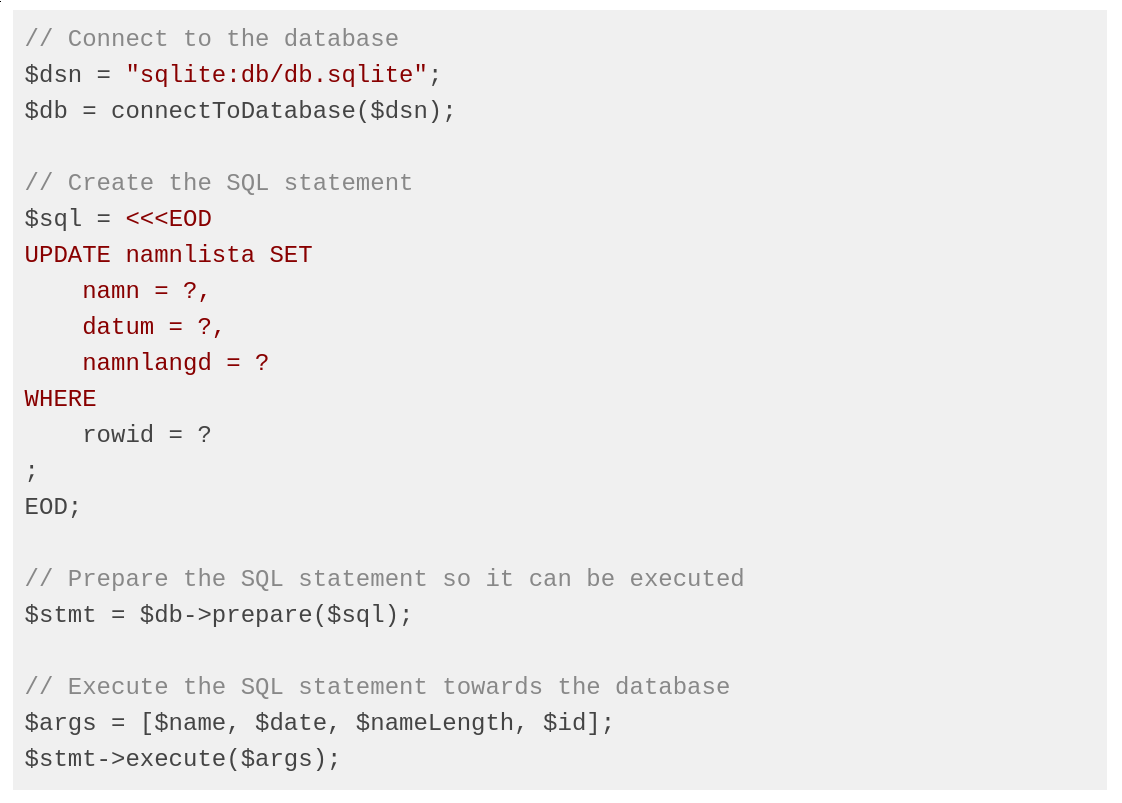 // Connect to the database
$dsn = "sqlite:db/db.sqlite";
$db = connectToDatabase($dsn);

// Create the SQL statement
$sql = <<<EOD
UPDATE namnlista SET
    namn = ?,
    datum = ?,
    namnlangd = ?
WHERE
    rowid = ?
;
EOD;

// Prepare the SQL statement so it can be executed
$stmt = $db->prepare($sql);

// Execute the SQL statement towards the database
$args = [$name, $date, $nameLength, $id];
$stmt->execute($args);